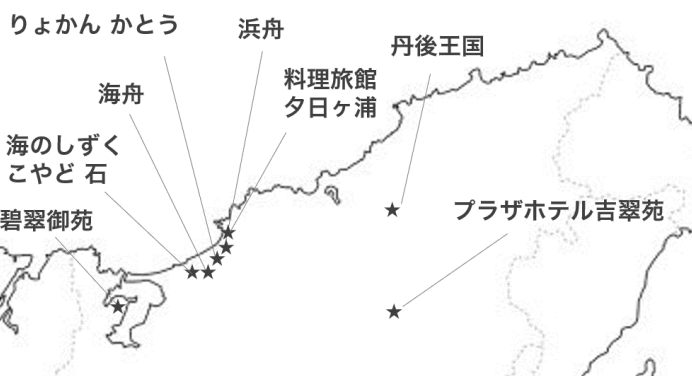 りょかん かとう
浜舟
丹後王国
料理旅館
夕日ヶ浦
海舟
海のしずく
こやど 石
碧翠御苑
プラザホテル吉翠苑